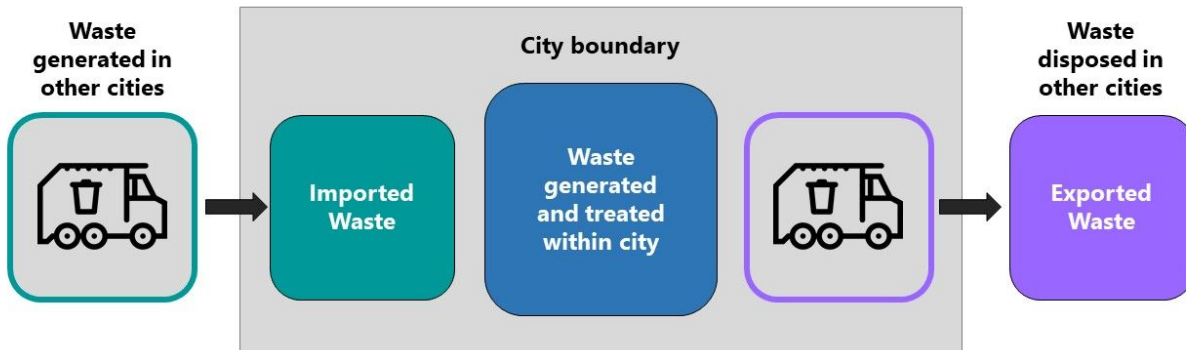 Waste
generated in
other cities
City boundary
Imported
Waste
Waste
generated
and treated
within city
Waste
disposed in
other cities
Exported
Waste